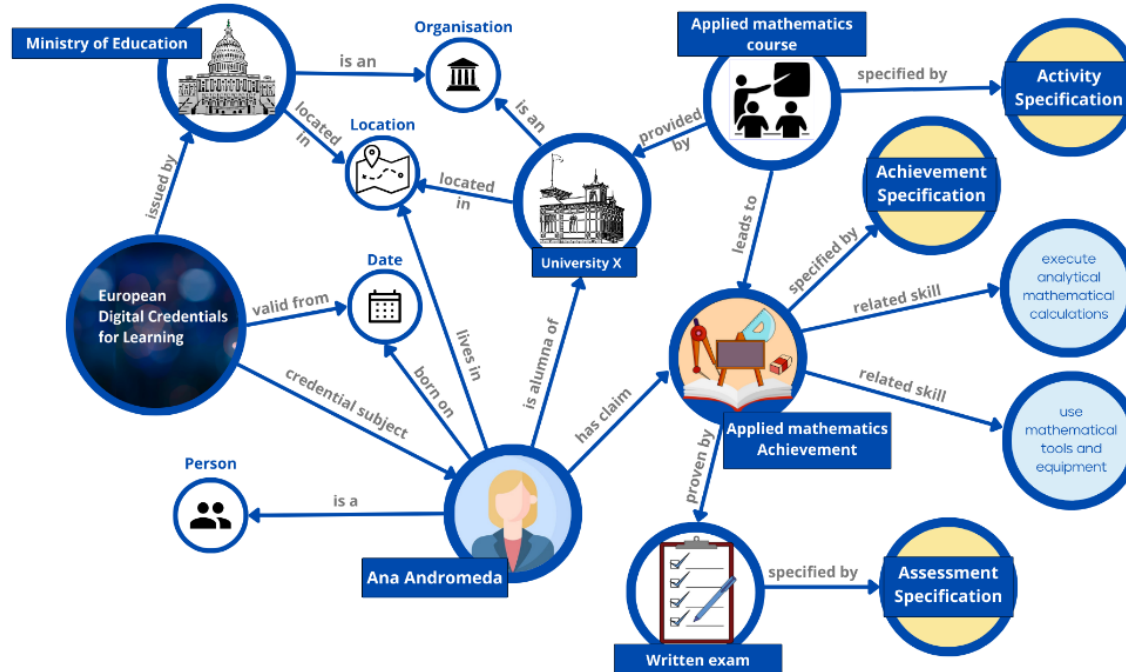 Ministry of Education
Organisation
Applied mathematics
course
is an
specified by
Activity
Specification
is an
provided
by
located
in
Location
located
in
University X
Achievement
Specification
issued by
leads to
specified by
Date
European
Digital Credentials
for Learning
valid from
execute
analytical
mathematical
calculations
related skill
lives in
is alumna of
born on
credential subject
has claim
related skill
Applied mathematics
Achievement
use
mathematical
tools and
equipment
proven by
Person
is a
Ana Andromeda
specified by
Assessment
Specification
Written exam